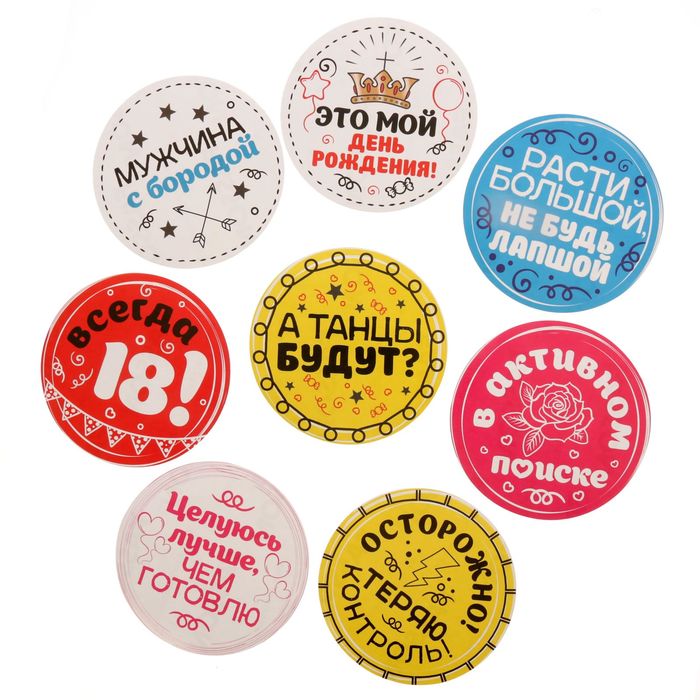 МУЖЧИНА
с бородой
ЭТО МОЙ
ДЕНЬ
РОЖДЕНИЯ!
РАСТИ
БОЛЬШОЙ,
НЕ БУДЬ
ЛАПШОЙ
всегда
18!
А ТАНЦЫ
БУДУТ?
в активном
поиске
Целуюсь
лучше,
ЧЕМ
ГОТОВЛЮ
ОСТОРОЖНО!
ТЕРЯЮ
КОНТРОЛЬ!